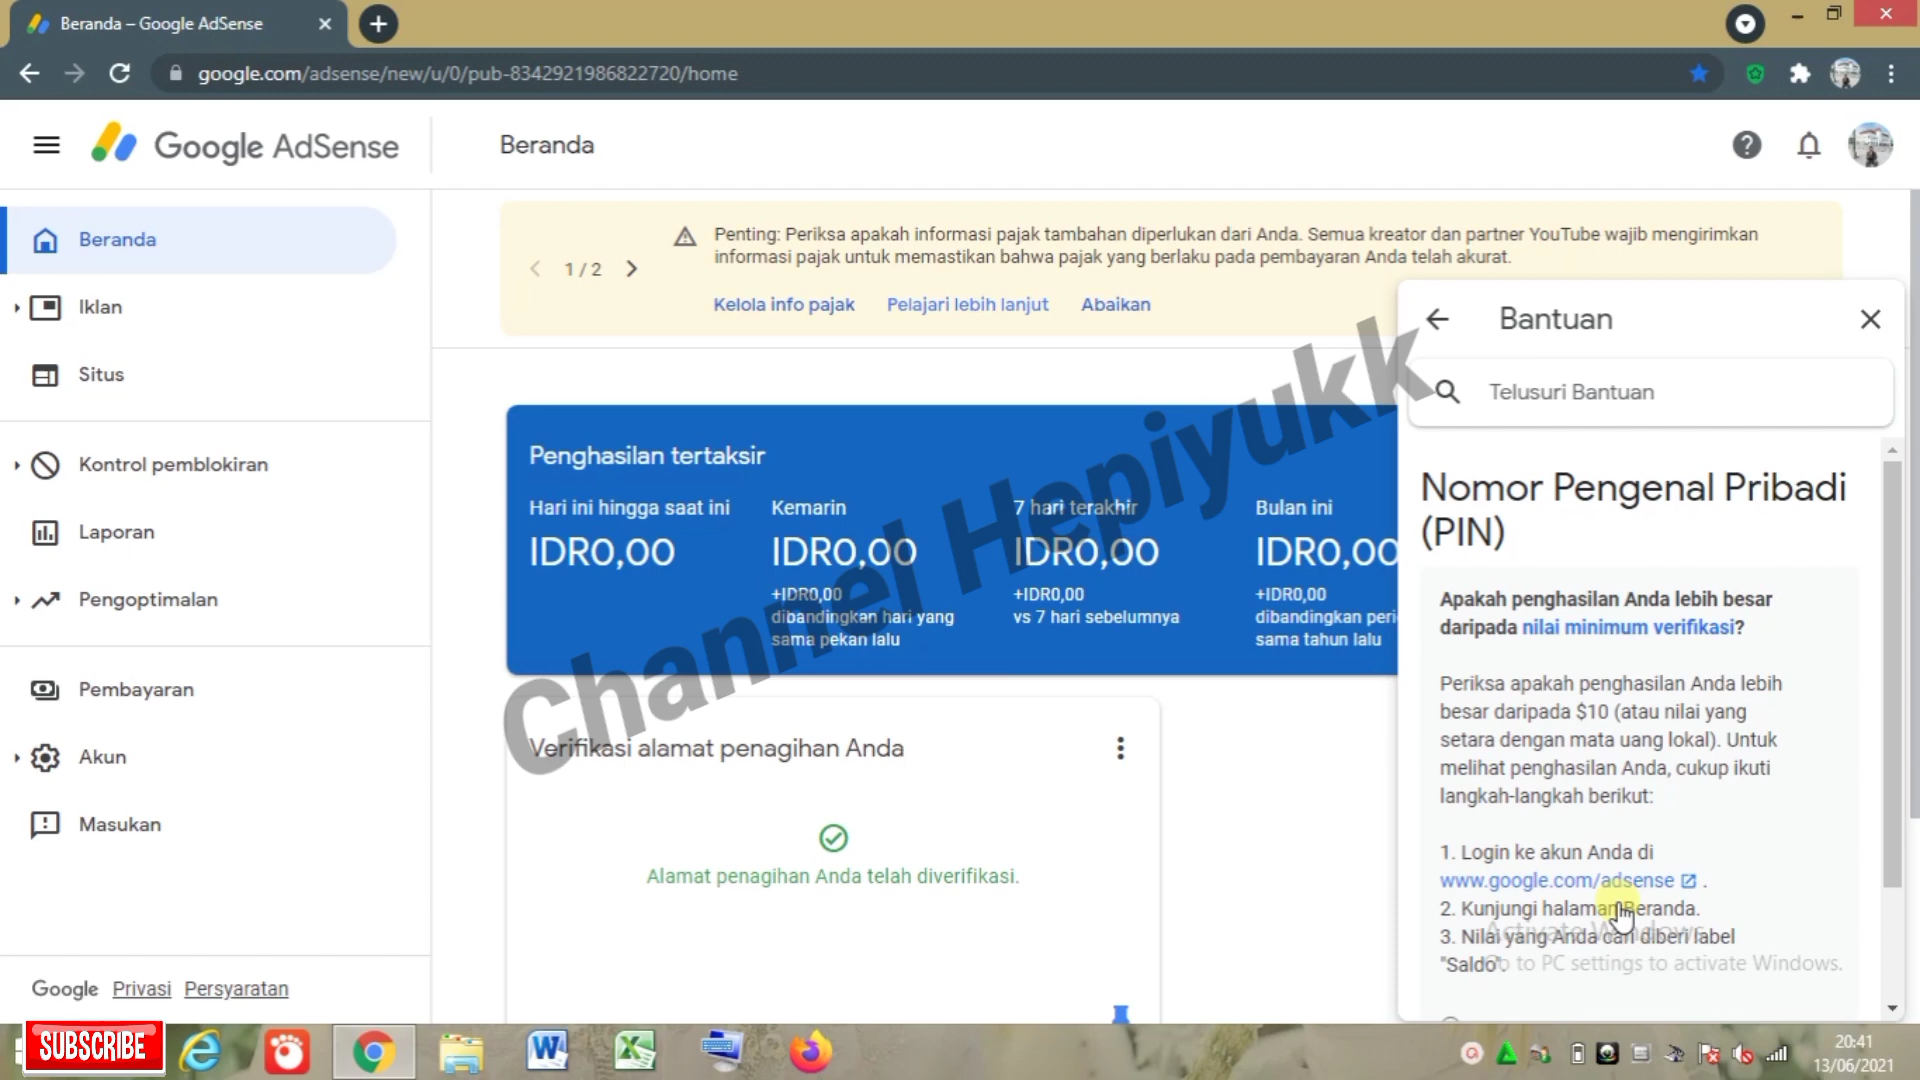 Beranda – Google AdSense
google.com/adsense/new/u/0/pub-8342921986822720/home
Google AdSense
Beranda
Beranda
Iklan
Situs
Kontrol pemblokiran
Laporan
Pengoptimalan
Pembayaran
Akun
Masukan
Google Privasi Persyaratan
1 / 2
Penting: Periksa apakah informasi pajak tambahan diperlukan dari Anda. Semua kreator dan partner YouTube wajib mengirimkan
informasi pajak untuk memastikan bahwa pajak yang berlaku pada pembayaran Anda telah akurat.
Kelola info pajak Pelajari lebih lanjut Abaikan
Penghasilan tertaksir
Hari ini hingga saat ini
IDR0,00
Kemarin
IDR0,00
+IDR0,00
dibandingkan hari yang
sama pekan lalu
7 hari terakhir
IDR0,00
+IDR0,00
vs 7 hari sebelumnya
Bulan ini
IDR0,00
+IDR0,00
dibandingkan peri
sama tahun lalu
Channel Hepiyukk
Verifikasi alamat penagihan Anda
Alamat penagihan Anda telah diverifikasi.
Bantuan
Telusuri Bantuan
Nomor Pengenal Pribadi
(PIN)
Apakah penghasilan Anda lebih besar
daripada nilai minimum verifikasi?
Periksa apakah penghasilan Anda lebih
besar daripada $10 (atau nilai yang
setara dengan mata uang lokal). Untuk
melihat penghasilan Anda, cukup ikuti
langkah-langkah berikut:
1. Login ke akun Anda di
www.google.com/adsense .
2. Kunjungi halaman Beranda.
3. Nilai yang Anda cari diberi label
"Saldo".
Activate Windows
Go to PC settings to activate Windows.
SUBSCRIBE
20:41
13/06/2021